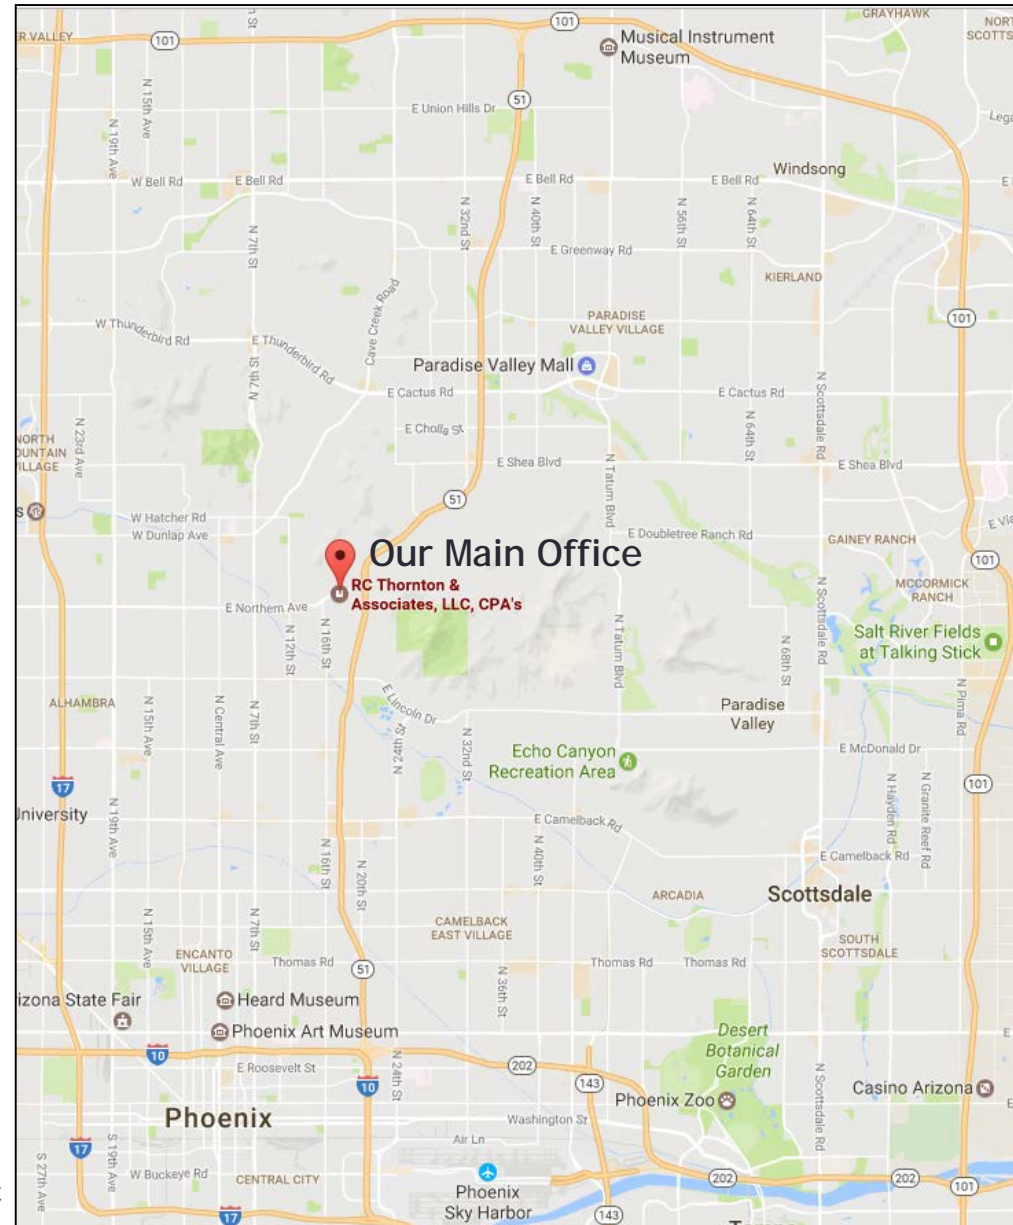 101
GRAYHAWK
ER VALLEY
101
Musical Instrument
Museum
NORT
SCOTTS
N 15th Ave
51
E Union Hills Dr
N 19th Ave
Lega
W Bell Rd
E Bell Rd
E Bell Rd
E Bell Rd
Windsong
N 7th St
N 32nd St
N 40th St
N 56th St
N 64th St
E Greenway Rd
KIERLAND
Cave Creek Road
101
W Thunderbird Rd
E Thunderbird Rd
PARADISE
VALLEY VILLAGE
Paradise Valley Mall
N 7th St
E Cactus Rd
E Cactus Rd
N Scottsdale Rd
N 23rd Ave
E Cholla St
N 64th St
NORTH
OUNTAIN
VILLAGE
E Shea Blvd
E Shea Blvd
N Tatum Blvd
51
W Hatcher Rd
W Dunlap Ave
E Doubletree Ranch Rd
GAINEY RANCH
E Via
Our Main Office
101
RC Thornton &
Associates, LLC, CPA's
MCCORMICK
RANCH
E Northern Ave
N 12th St
N 16th St
N Tatum Blvd
N 68th St
N Scottsdale Rd
Salt River Fields
at Talking Stick
ALHAMBRA
N 15th Ave
N Central Ave
N 7th St
E Lincoln Dr
N 24th St
N 32nd St
Paradise
Valley
N Pima Rd
Echo Canyon
Recreation Area
E McDonald Dr
17
101
University
N 19th Ave
N Hayden Rd
N Granite Reef Rd
E Camelback Rd
N 16th St
N 20th St
N 40th St
E Camelback Rd
ARCADIA
Scottsdale
N 15th Ave
N 7th St
CAMELBACK
EAST VILLAGE
SOUTH
SCOTTSDALE
ENCANTO
VILLAGE
Thomas Rd
51
N 36th St
Thomas Rd
Thomas Rd
izona State Fair
Heard Museum
Phoenix Art Museum
Desert
Botanical
Garden
10
E Roosevelt St
10
N 24th St
202
143
Phoenix Zoo
N Scottsdale Rd
Casino Arizona
Phoenix
Washington St
Air Ln
17
S 19th Ave
S 27th Ave
W Buckeye Rd
CENTRAL CITY
Phoenix
Sky Harbor
202
202
101
17
143